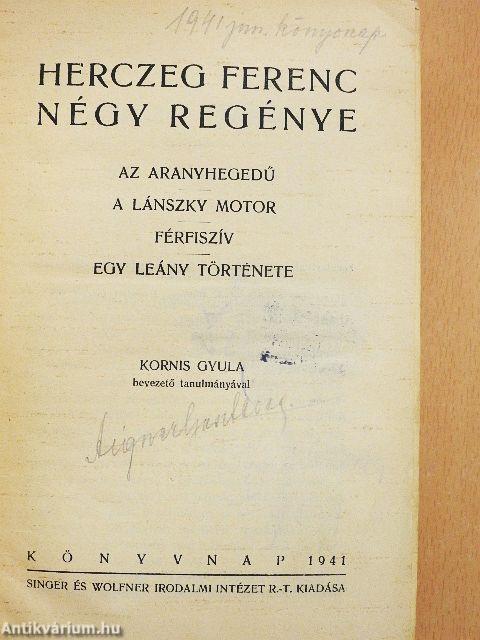 1941 jun. könyvnap
HERCZEG FERENC
NÉGY REGÉNYE
AZ ARANYHEGEDŰ
A LÁNSZKY MOTOR
FÉRFISZÍV
EGY LEÁNY TÖRTÉNETE
KORNIS GYULA
bevezető tanulmányával
KÖNYVNAP 1941
SINGER ÉS WOLFNER IRODALMI INTÉZET R.-T. KIADÁSA
Antikvárium.hu